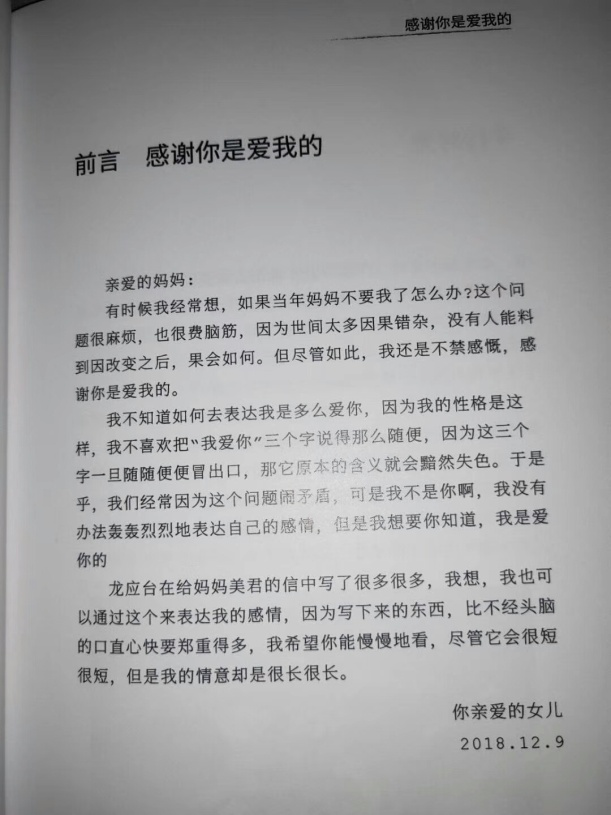 感谢你是爱我的
前言　感谢你是爱我的
亲爱的妈妈：
有时候我经常想，如果当年妈妈不要我了怎么办?这个问
题很麻烦，也很费脑筋，因为世间太多因果错杂，没有人能料
到因改变之后，果会如何。但尽管如此，我还是不禁感慨，感
谢你是爱我的。
我不知道如何去表达我是多么爱你，因为我的性格是这
样，我不喜欢把“我爱你”三个字说得那么随便，因为这三个
字一旦随随便便冒出口，那它原本的含义就会黯然失色。于是
乎，我们经常因为这个问题闹矛盾，可是我不是你啊，我没有
办法轰轰烈烈地表达自己的感情，但是我想要你知道，我是爱
你的
龙应台在给妈妈美君的信中写了很多很多，我想，我也可
以通过这个来表达我的感情，因为写下来的东西，比不经头脑
的口直心快要郑重得多，我希望你能慢慢地看，尽管它会很短
很短，但是我的情意却是很长很长。
你亲爱的女儿
2018.12.9